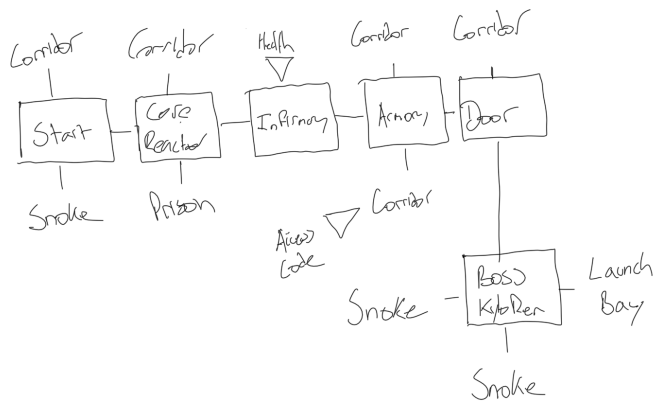 Corridor
Corridor
Health
Corridor
Corridor
Start
Core
Reactor
Infirmary
Armory
Door
Snoke
Prison
Corridor
Access
Code
Boss
Kylo Ren
Launch
Bay
Snoke
Snoke